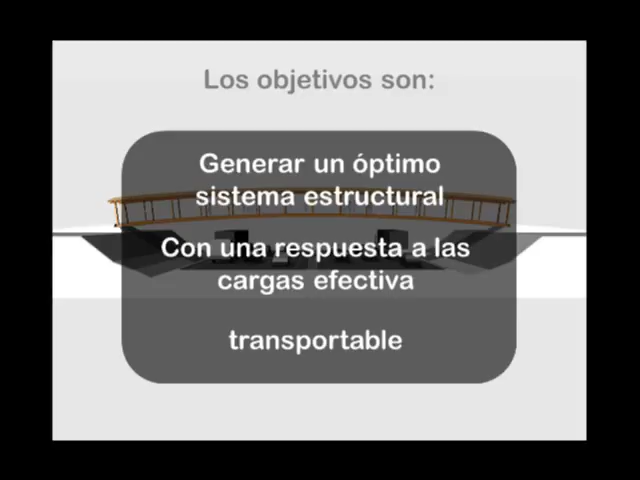 Los objetivos son:
Generar un óptimo
sistema estructural
Con una respuesta a las
cargas efectiva
transportable